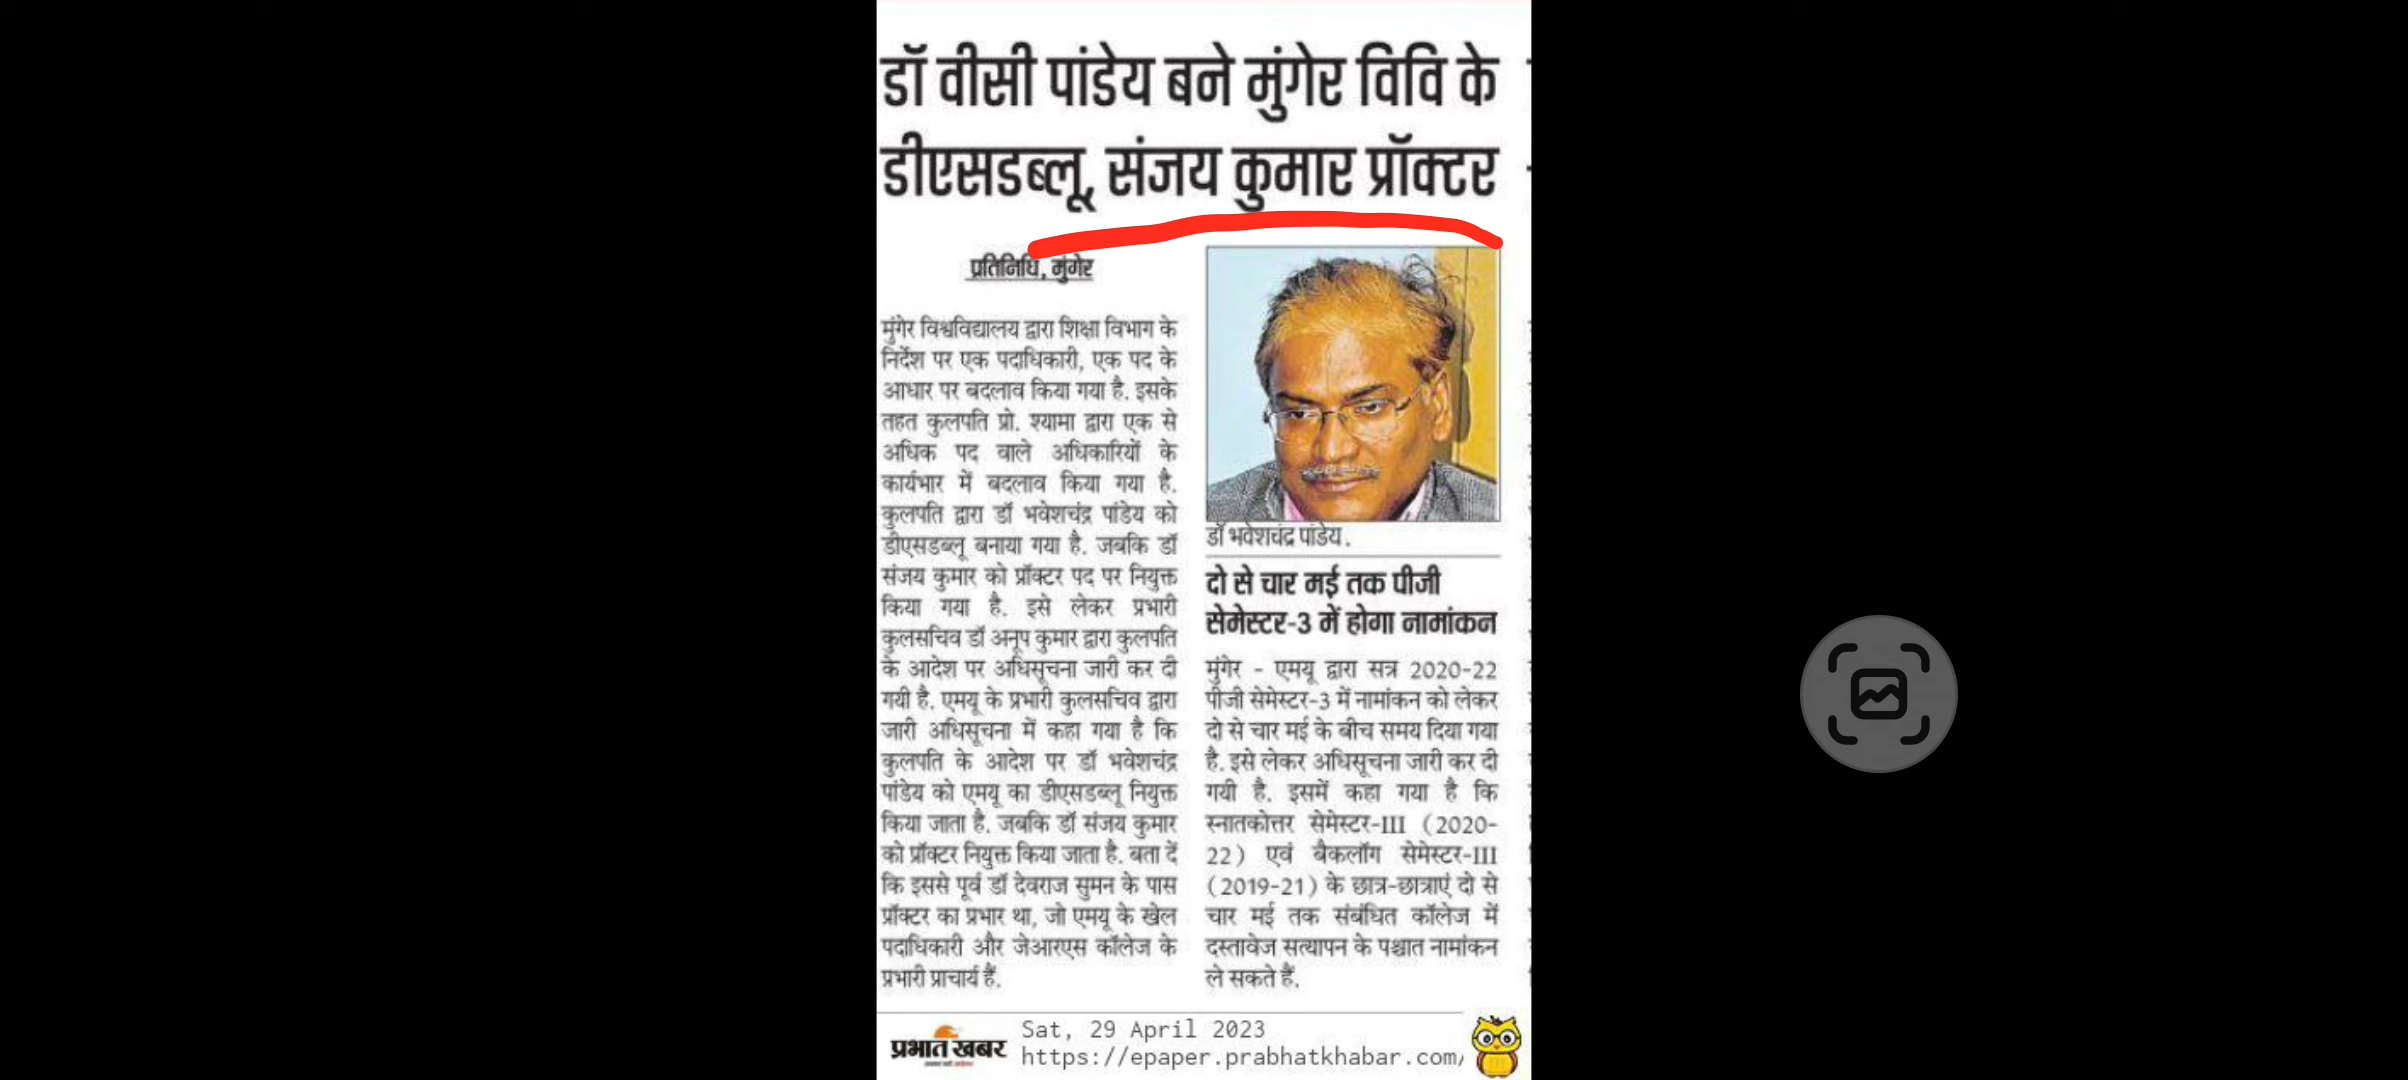 डॉ वीसी पांडेय बने मुंगेर विवि के
डीएसडब्लू, संजय कुमार प्रॉक्टर
प्रतिनिधि, मुंगेर
मुंगेर विश्वविद्यालय द्वारा शिक्षा विभाग के
निर्देश पर एक पदाधिकारी, एक पद के
आधार पर बदलाव किया गया है. इसके
तहत कुलपति प्रो. श्यामा द्वारा एक से
अधिक पद वाले अधिकारियों के
कार्यभार में बदलाव किया गया है.
कुलपति द्वारा डॉ भवेशचंद्र पांडेय को
डीएसडब्लू बनाया गया है. जबकि डॉ
संजय कुमार को प्रॉक्टर पद पर नियुक्त
किया गया है. इसे लेकर प्रभारी
कुलसचिव डॉ अनूप कुमार द्वारा कुलपति
के आदेश पर अधिसूचना जारी कर दी
गयी है. एमयू के प्रभारी कुलसचिव द्वारा
जारी अधिसूचना में कहा गया है कि
कुलपति के आदेश पर डॉ भवेशचंद्र
पांडेय को एमयू का डीएसडब्लू नियुक्त
किया जाता है. जबकि डॉ संजय कुमार
को प्रॉक्टर नियुक्त किया जाता है. बता दें
कि इससे पूर्व डॉ देवराज सुमन के पास
प्रॉक्टर का प्रभार था, जो एमयू के खेल
पदाधिकारी और जेआरएस कॉलेज के
प्रभारी प्राचार्य हैं.
डॉ भवेशचंद्र पांडेय.
दो से चार मई तक पीजी
सेमेस्टर-3 में होगा नामांकन
मुंगेर - एमयू द्वारा सत्र 2020-22
पीजी सेमेस्टर-3 में नामांकन को लेकर
दो से चार मई के बीच समय दिया गया
है. इसे लेकर अधिसूचना जारी कर दी
गयी है. इसमें कहा गया है कि
स्नातकोत्तर सेमेस्टर-III (2020-
22) एवं बैकलॉग सेमेस्टर-III
(2019-21) के छात्र-छात्राएं दो से
चार मई तक संबंधित कॉलेज में
दस्तावेज सत्यापन के पश्चात नामांकन
ले सकते हैं.
प्रभात खबर
Sat, 29 April 2023
https://epaper.prabhatkhabar.com/